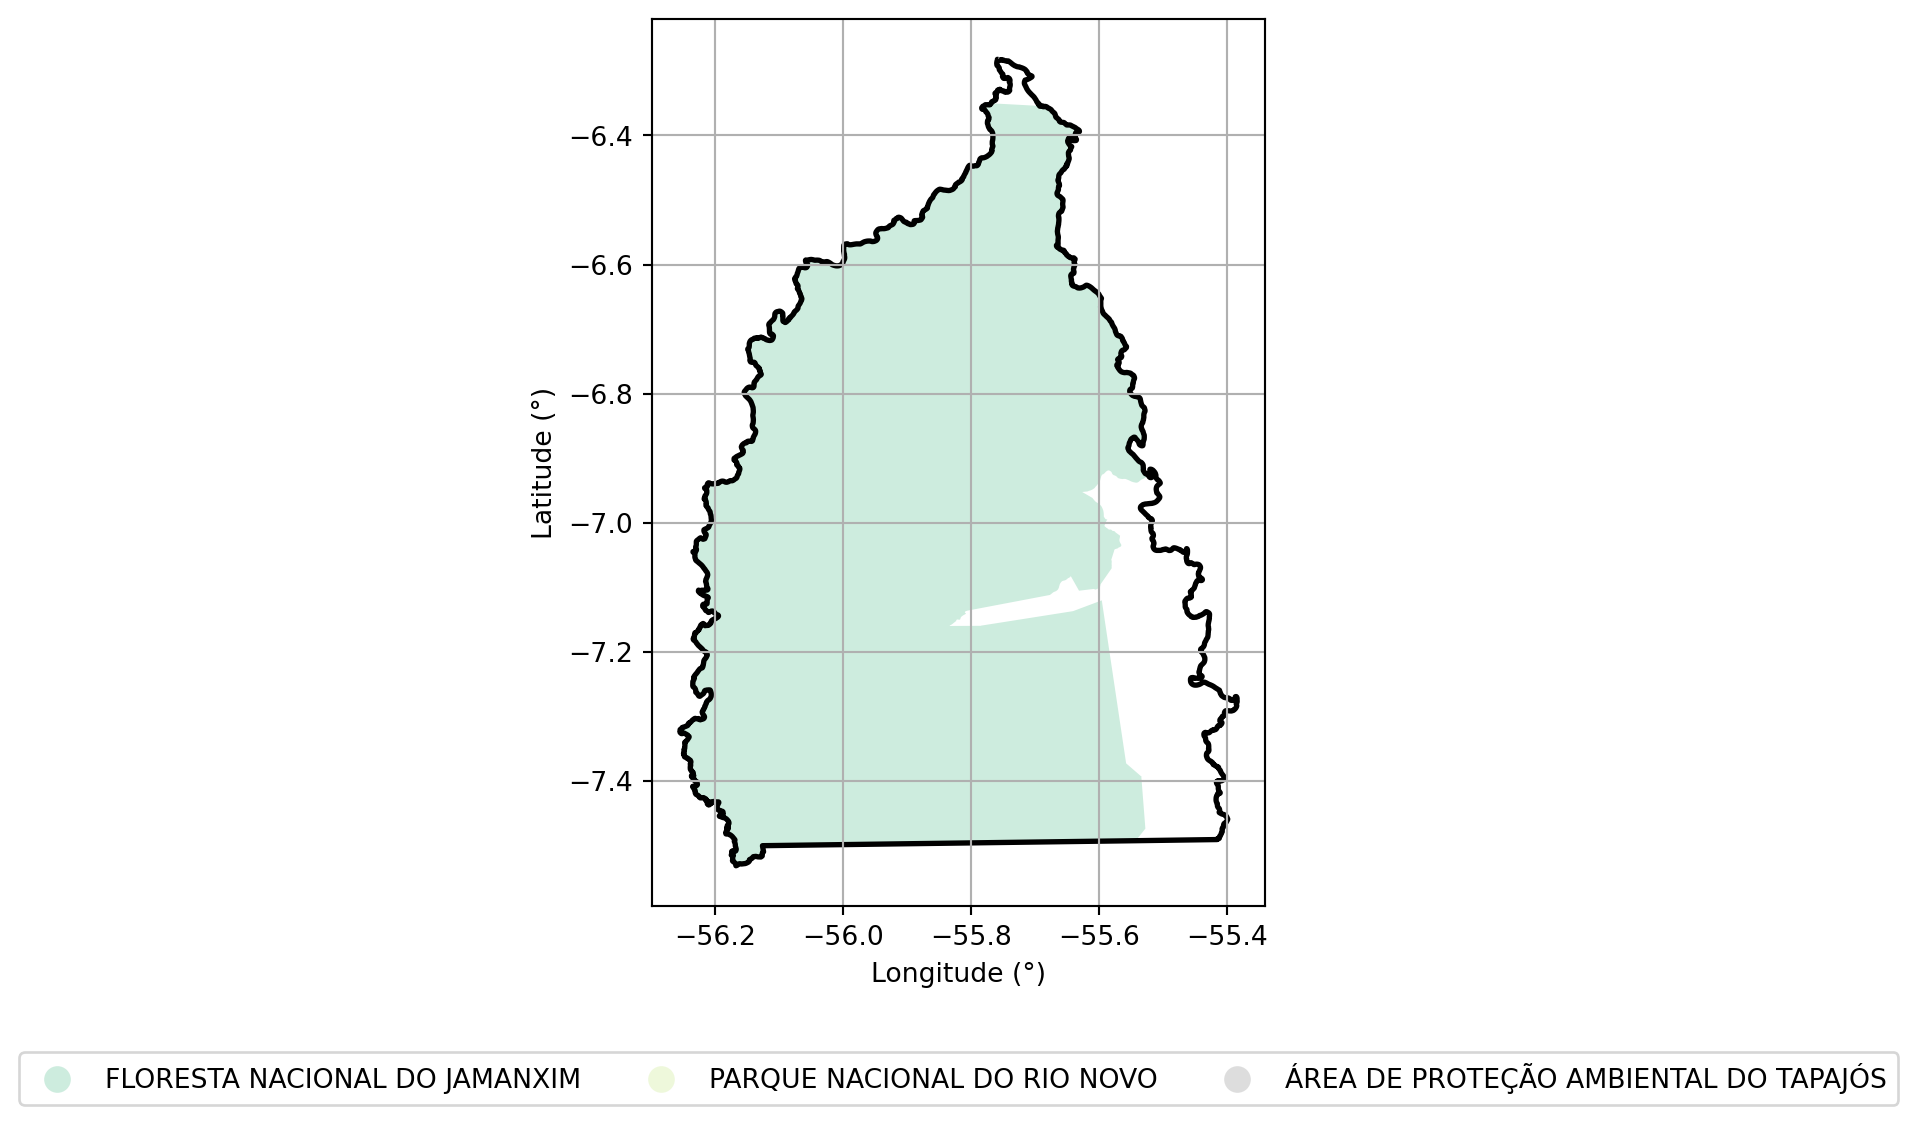 −6.4
−6.6
−6.8
−7.0
−7.2
−7.4
Latitude (°)
−56.2 −56.0 −55.8 −55.6 −55.4
Longitude (°)
FLORESTA NACIONAL DO JAMANXIM PARQUE NACIONAL DO RIO NOVO ÁREA DE PROTEÇÃO AMBIENTAL DO TAPAJÓS